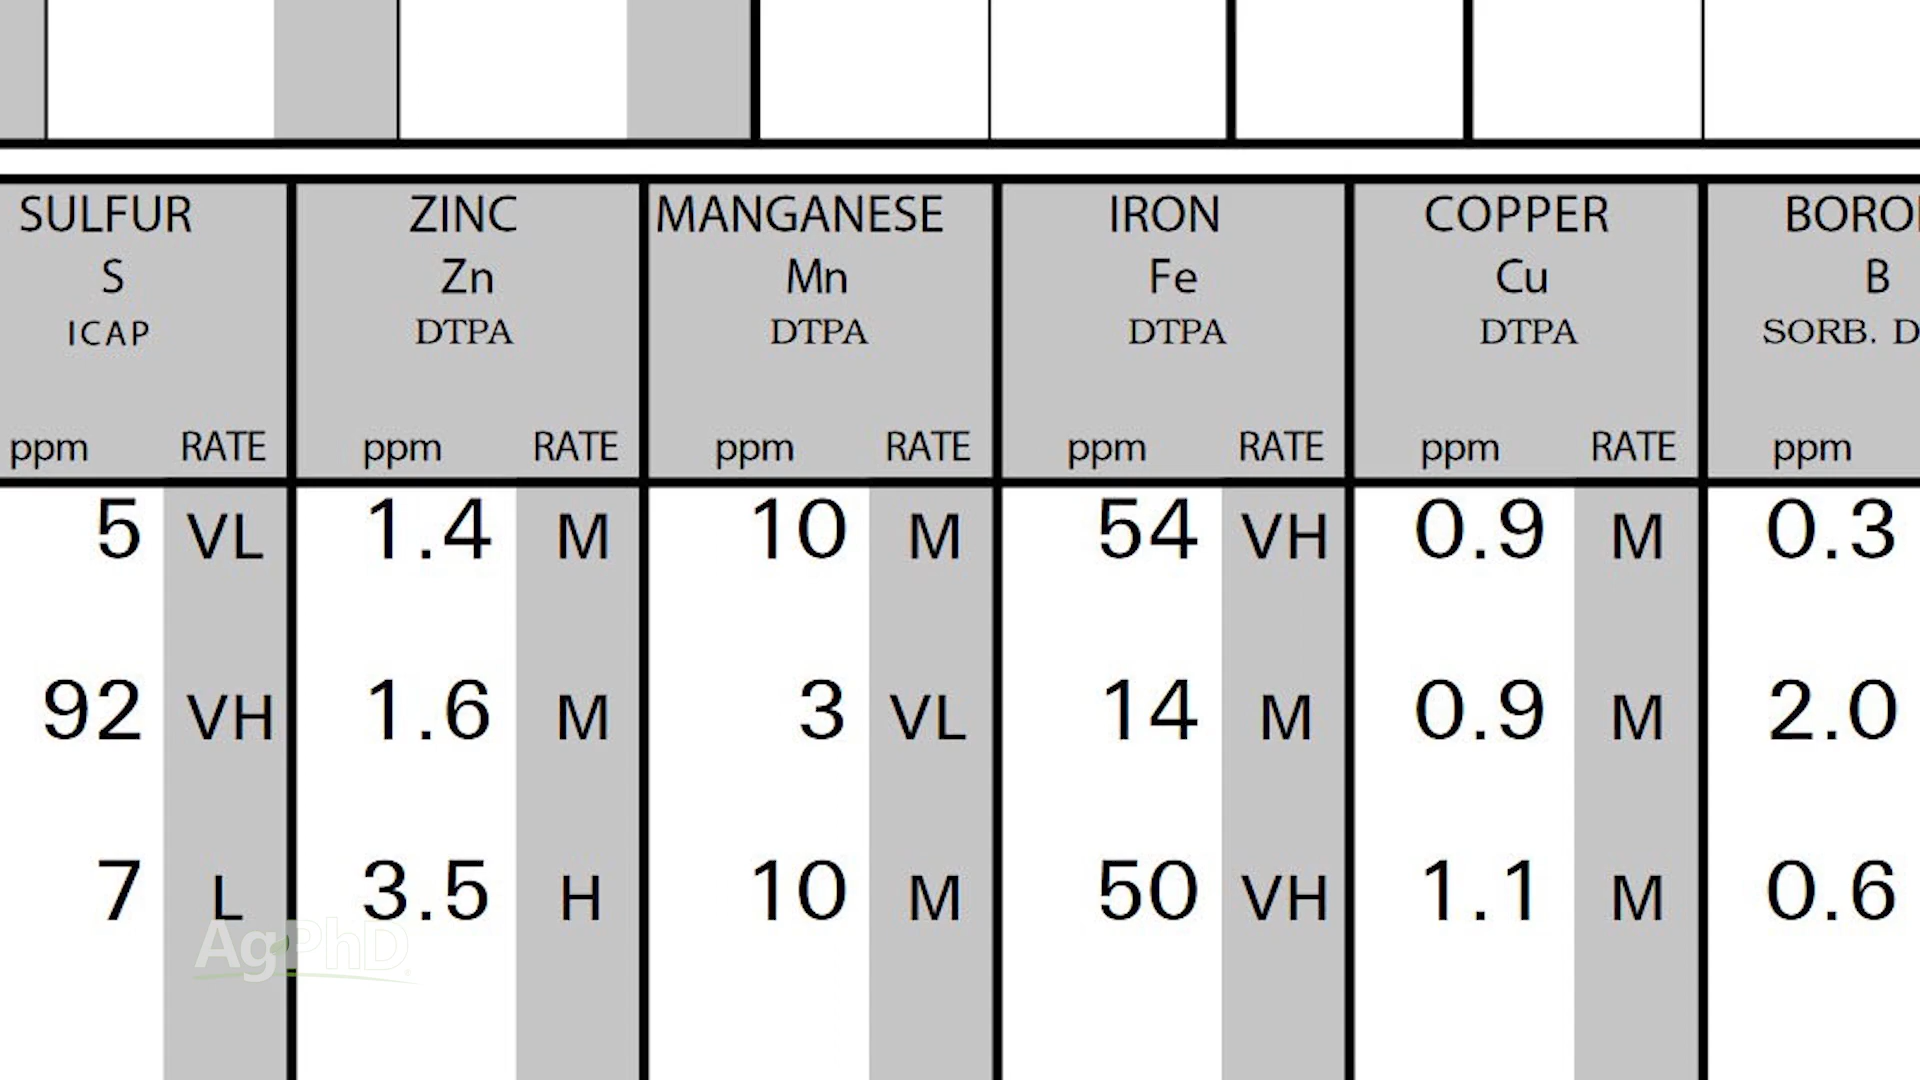 SULFUR ZINC MANGANESE IRON COPPER BORO
S Zn Mn Fe Cu B
ICAP DTPA DTPA DTPA DTPA SORB. D
ppm RATE ppm RATE ppm RATE ppm RATE ppm RATE ppm
5 VL 1.4 M 10 M 54 VH 0.9 M 0.3
92 VH 1.6 M 3 VL 14 M 0.9 M 2.0
7 L 3.5 H 10 M 50 VH 1.1 M 0.6
AgPhD